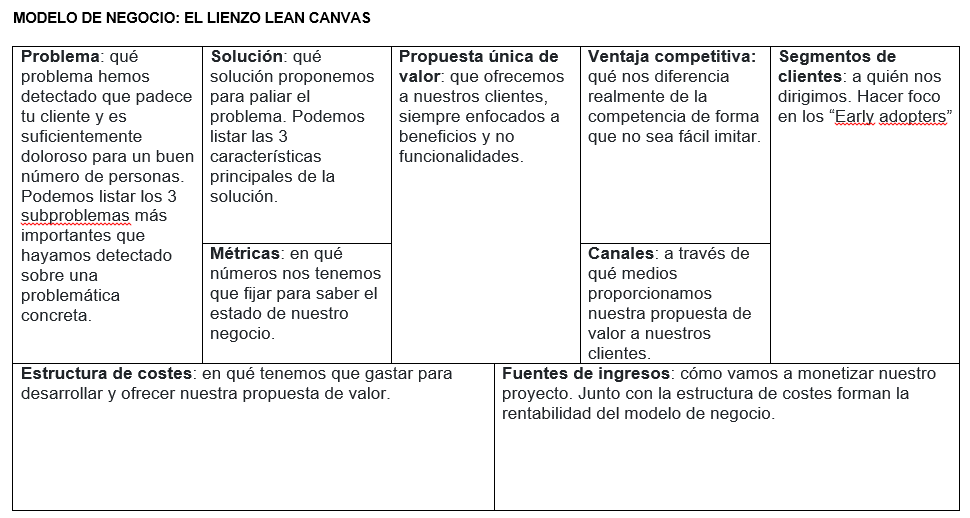 MODELO DE NEGOCIO: EL LIENZO LEAN CANVAS
Problema: qué
problema hemos
detectado que padece
tu cliente y es
suficientemente
doloroso para un buen
número de personas.
Podemos listar los 3
subproblemas más
importantes que
hayamos detectado
sobre una
problemática
concreta.
Solución: qué
solución proponemos
para paliar el
problema. Podemos
listar las 3
características
principales de la
solución.
Métricas: en qué
números nos tenemos
que fijar para saber el
estado de nuestro
negocio.
Propuesta única de
valor: que ofrecemos
a nuestros clientes,
siempre enfocados a
beneficios y no
funcionalidades.
Ventaja competitiva:
qué nos diferencia
realmente de la
competencia de forma
que no sea fácil imitar.
Canales: a través de
qué medios
proporcionamos
nuestra propuesta de
valor a nuestros
clientes.
Segmentos de
clientes: a quién nos
dirigimos. Hacer foco
en los “Early adopters”
Estructura de costes: en qué tenemos que gastar para
desarrollar y ofrecer nuestra propuesta de valor.
Fuentes de ingresos: cómo vamos a monetizar nuestro
proyecto. Junto con la estructura de costes forman la
rentabilidad del modelo de negocio.